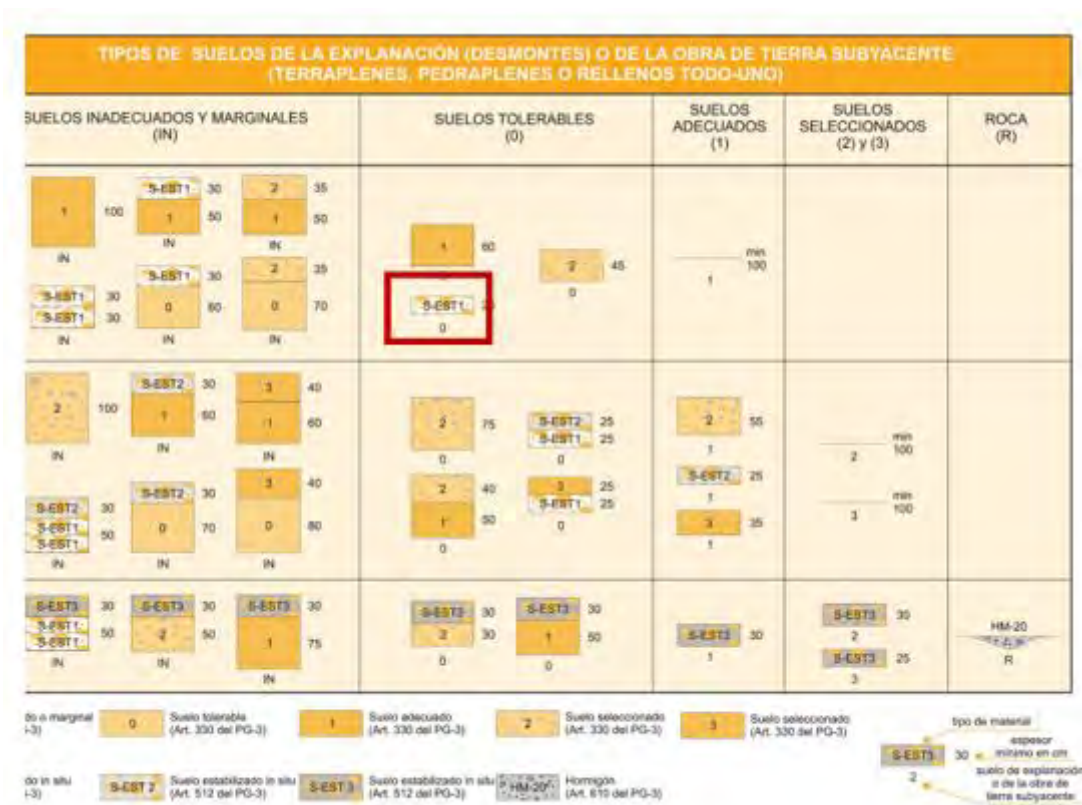 TIPOS DE SUELOS DE LA EXPLANACIÓN (DESMONTES) O DE LA OBRA DE TIERRA SUBYACENTE
(TERRAPLENES, PEDRAPLENES O RELLENOS TODO-UNO)
SUELOS INADECUADOS Y MARGINALES
(IN)
SUELOS TOLERABLES
(0)
SUELOS
ADECUADOS
(1)
SUELOS
SELECCIONADOS
(2) y (3)
ROCA
(R)
1 100
IN
S-EST1 30
1 50
IN
2 35
1 50
IN
S-EST1 30
S-EST1 30
IN
S-EST1 30
0 60
IN
2 35
0 70
IN
1 60
2 45
0
S-EST1
0
min
100
1
2 100
IN
S-EST2 30
1 60
IN
3 40
1 60
IN
S-EST2 30
S-EST1
S-EST1 50
IN
S-EST2 30
0 70
IN
3 40
0 80
IN
2 75
0
S-EST2 25
S-EST1 25
0
2 40
1 50
0
3 25
S-EST1 25
0
2 55
1
S-EST2 25
1
3 35
1
min
2 100
min
3 100
S-EST3 30
S-EST1
S-EST1 50
IN
S-EST3 30
2 50
IN
S-EST3 30
1 75
IN
S-EST3 30
2 30
0
S-EST3 30
1 50
0
S-EST3 30
1
S-EST3 30
2
S-EST3 25
3
HM-20
R
do o marginal
-3)
0 Suelo tolerable
(Art. 330 del PG-3)
1 Suelo adecuado
(Art. 330 del PG-3)
2 Suelo seleccionado
(Art. 330 del PG-3)
3 Suelo seleccionado
(Art. 330 del PG-3)
do in situ
-3)
S-EST 2 Suelo estabilizado in situ
(Art. 512 del PG-3)
S-EST 3 Suelo estabilizado in situ
(Art. 512 del PG-3)
HM-20 Hormigón
(Art. 610 del PG-3)
tipo de material
S-EST3 30 espesor
mínimo en cm
2 suelo de explanación
o de la obra de
tierra subyacente